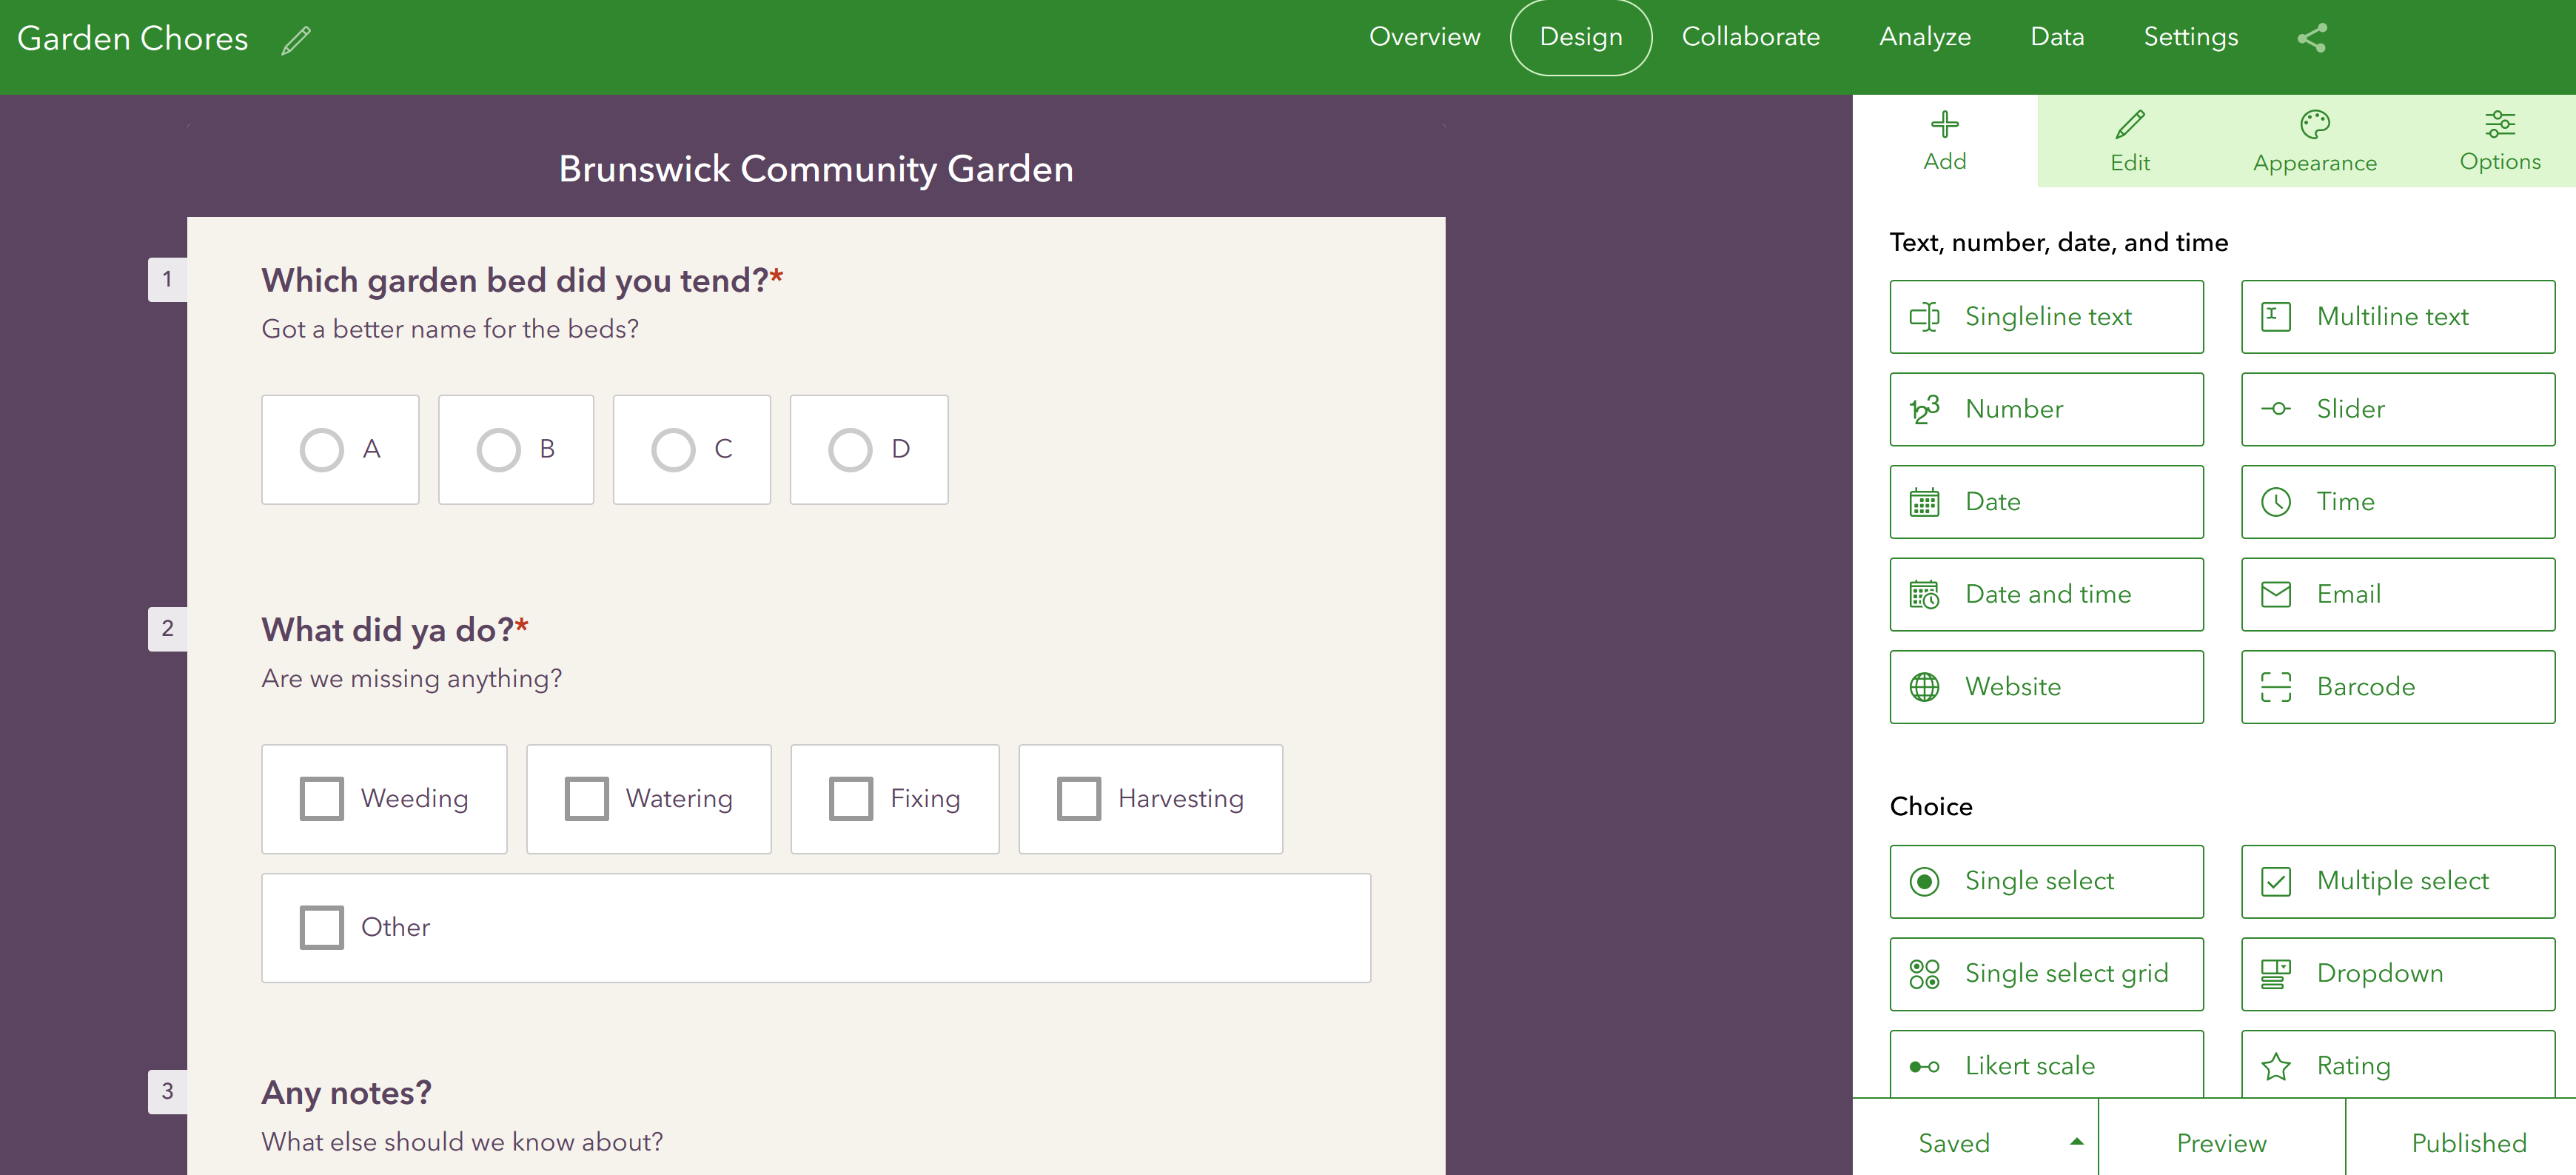 Garden Chores
Overview Design Collaborate Analyze Data Settings
Brunswick Community Garden
1 Which garden bed did you tend?*
Got a better name for the beds?
A B C D
2 What did ya do?*
Are we missing anything?
Weeding Watering Fixing Harvesting
Other
3 Any notes?
What else should we know about?
Add Edit Appearance Options
Text, number, date, and time
Singleline text Multiline text
Number Slider
Date Time
Date and time Email
Website Barcode
Choice
Single select Multiple select
Single select grid Dropdown
Likert scale Rating
Saved Preview Published